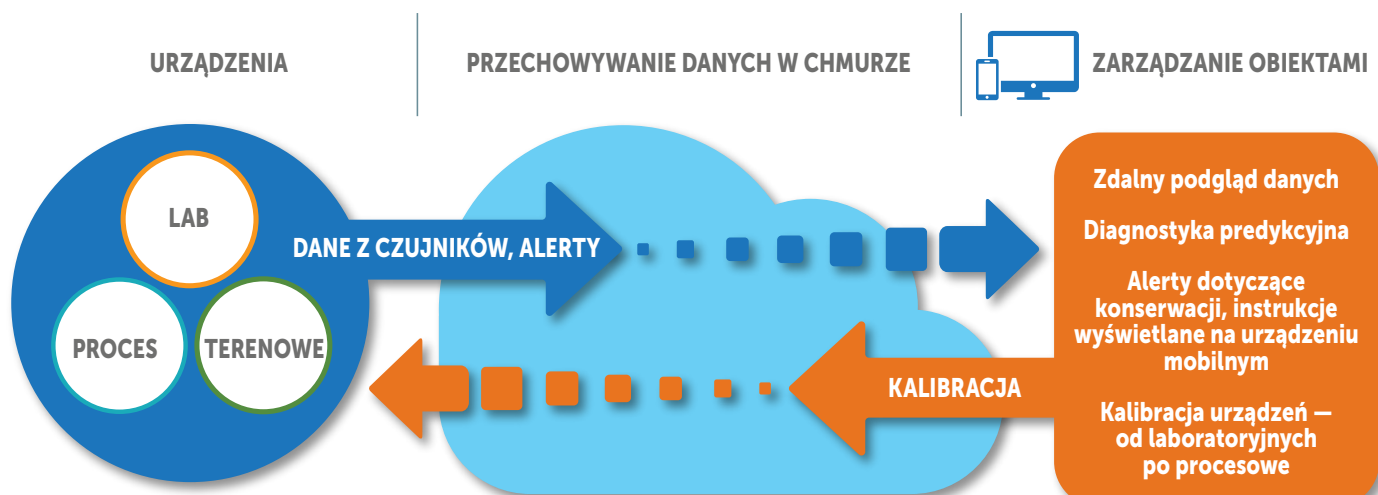 URZĄDZENIA
PRZECHOWYWANIE DANYCH W CHMURZE
ZARZĄDZANIE OBIEKTAMI
LAB
PROCES
TERENOWE
DANE Z CZUJNIKÓW, ALERTY
KALIBRACJA
Zdalny podgląd danych
Diagnostyka predykcyjna
Alerty dotyczące
konserwacji, instrukcje
wyświetlane na urządzeniu
mobilnym
Kalibracja urządzeń —
od laboratoryjnych
po procesowe